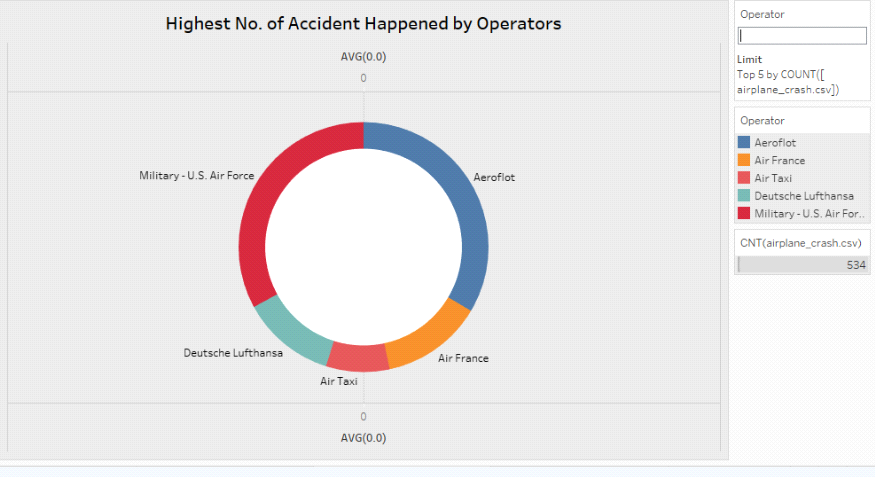 Highest No. of Accident Happened by Operators
AVG(0.0)
0
Military - U.S. Air Force
Aeroflot
Deutsche Lufthansa
Air France
Air Taxi
0
AVG(0.0)
Operator
Limit
Top 5 by COUNT([
airplane_crash.csv])
Operator
Aeroflot
Air France
Air Taxi
Deutsche Lufthansa
Military - U.S. Air For..
CNT(airplane_crash.csv)
534